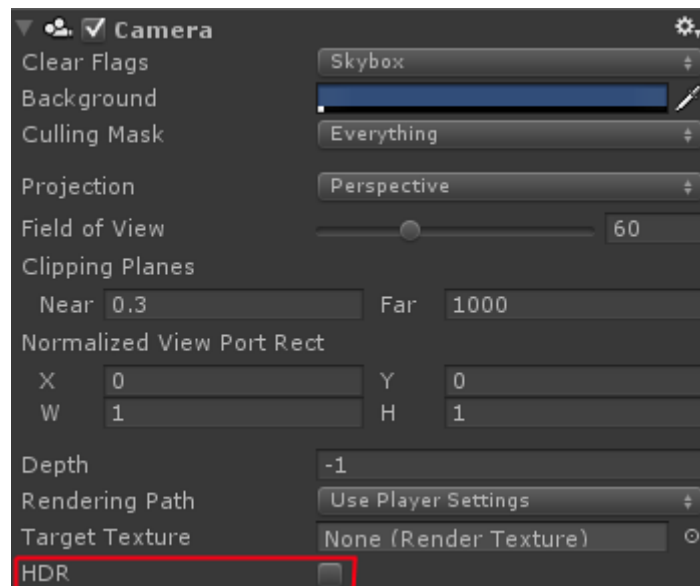 Camera
Clear Flags Skybox
Background
Culling Mask Everything
Projection Perspective
Field of View 60
Clipping Planes
Near 0.3 Far 1000
Normalized View Port Rect
X 0 Y 0
W 1 H 1
Depth -1
Rendering Path Use Player Settings
Target Texture None (Render Texture)
HDR